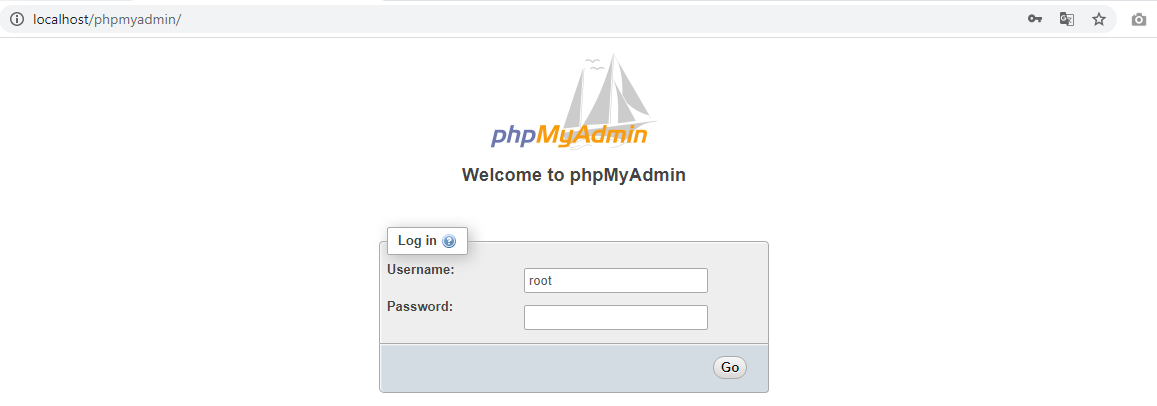 localhost/phpmyadmin/
phpMyAdmin
Welcome to phpMyAdmin
Log in
Username:
root
Password:
Go